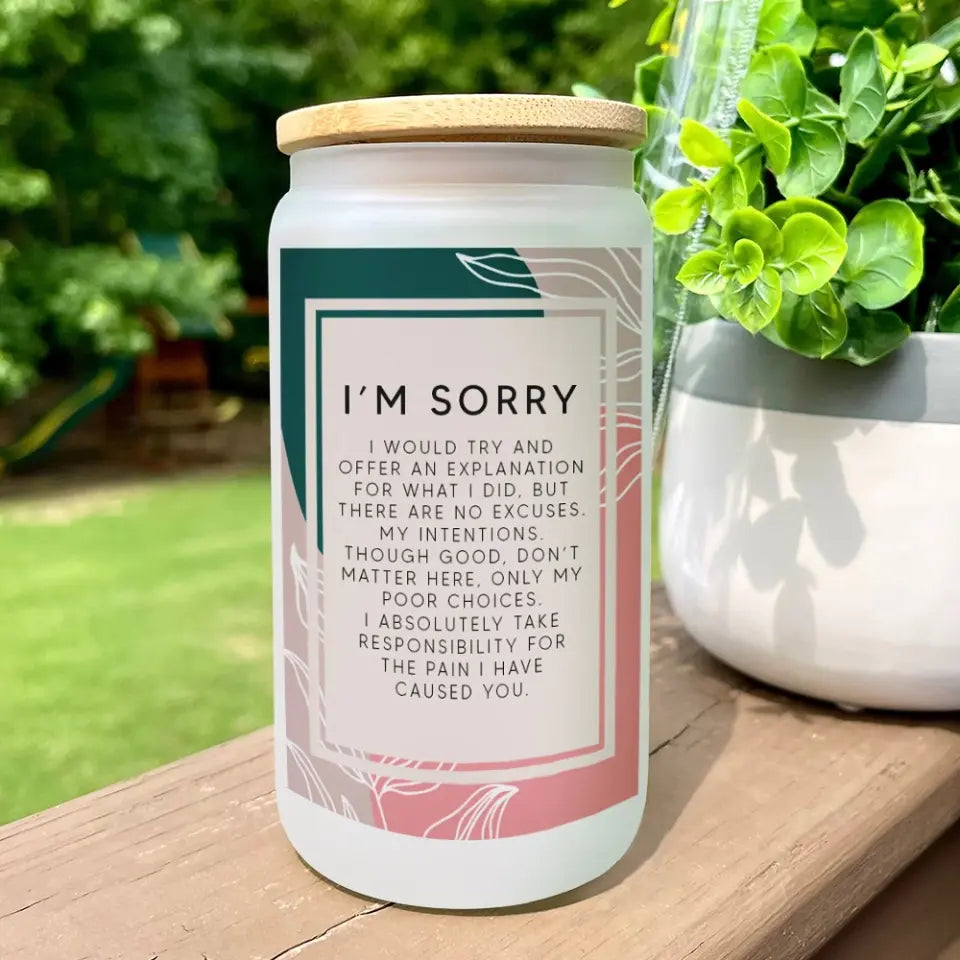 I'M SORRY
I WOULD TRY AND
OFFER AN EXPLANATION
FOR WHAT I DID, BUT
THERE ARE NO EXCUSES.
MY INTENTIONS.
THOUGH GOOD, DON'T
MATTER HERE, ONLY MY
POOR CHOICES.
I ABSOLUTELY TAKE
RESPONSIBILITY FOR
THE PAIN I HAVE
CAUSED YOU.